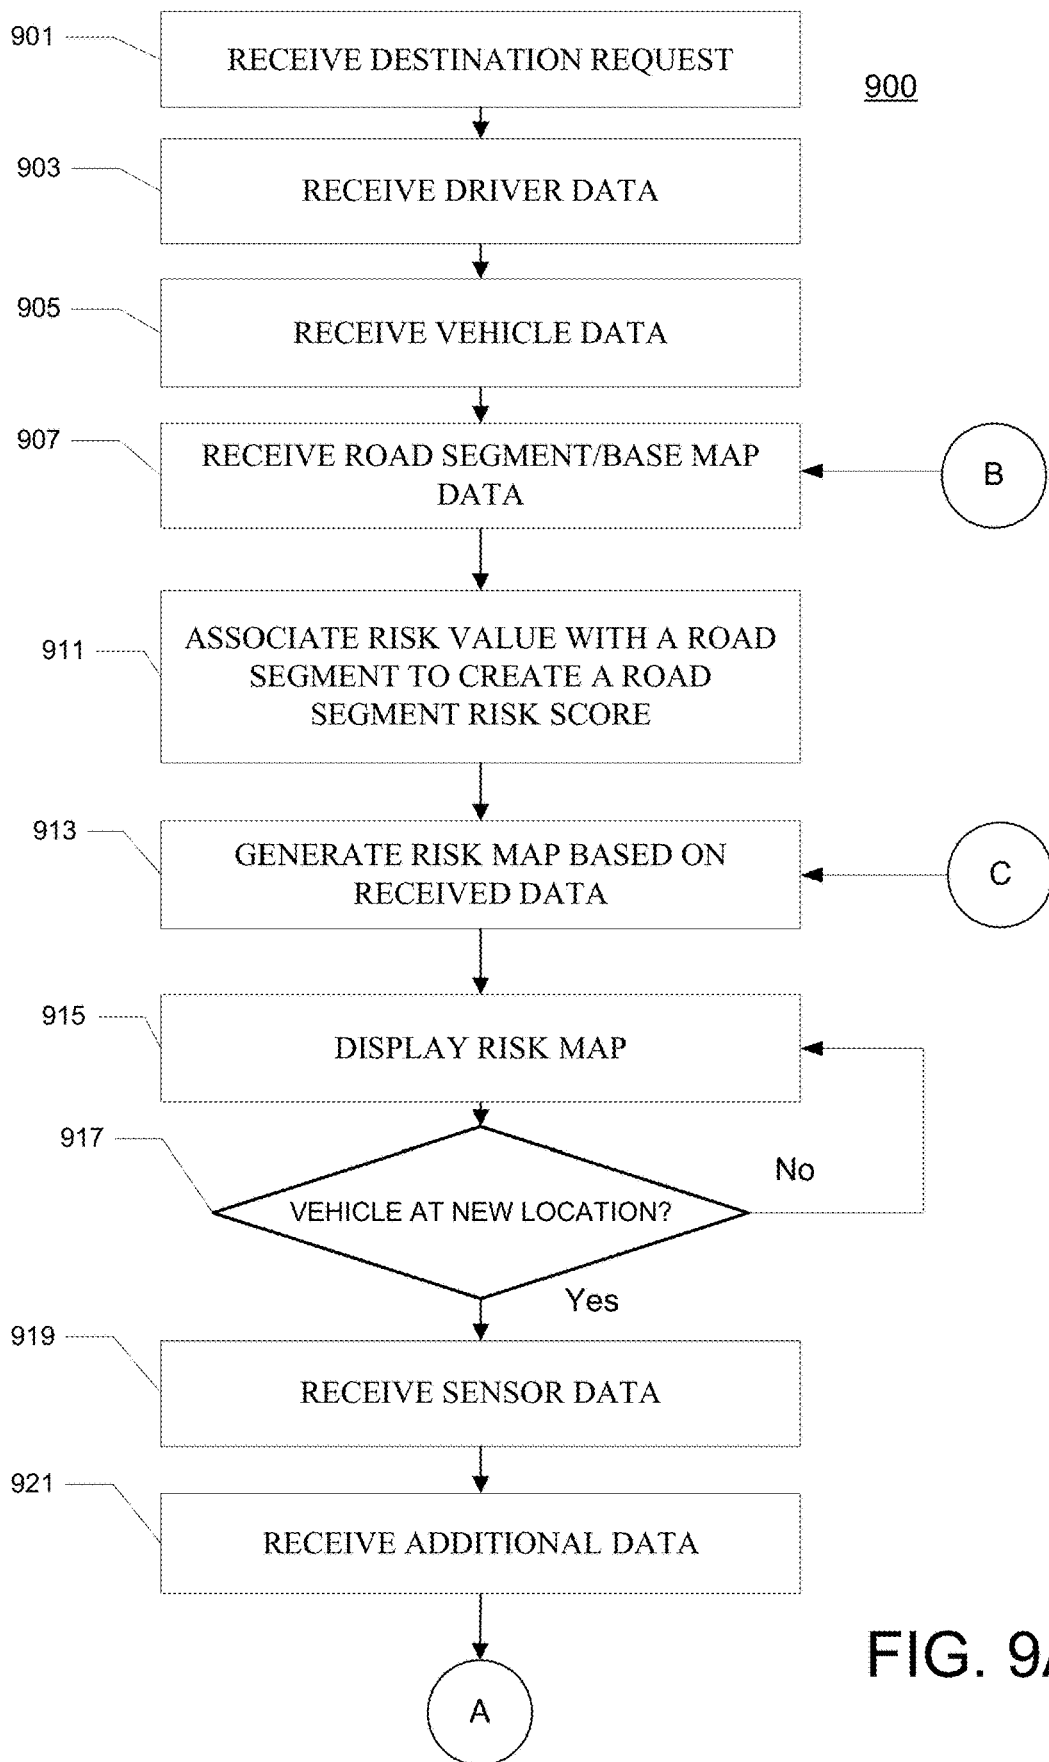 901
RECEIVE DESTINATION REQUEST
900
903
RECEIVE DRIVER DATA
905
RECEIVE VEHICLE DATA
907
RECEIVE ROAD SEGMENT/BASE MAP
DATA
B
911
ASSOCIATE RISK VALUE WITH A ROAD
SEGMENT TO CREATE A ROAD
SEGMENT RISK SCORE
913
GENERATE RISK MAP BASED ON
RECEIVED DATA
C
915
DISPLAY RISK MAP
917
VEHICLE AT NEW LOCATION?
No
Yes
919
RECEIVE SENSOR DATA
921
RECEIVE ADDITIONAL DATA
FIG. 9A
A